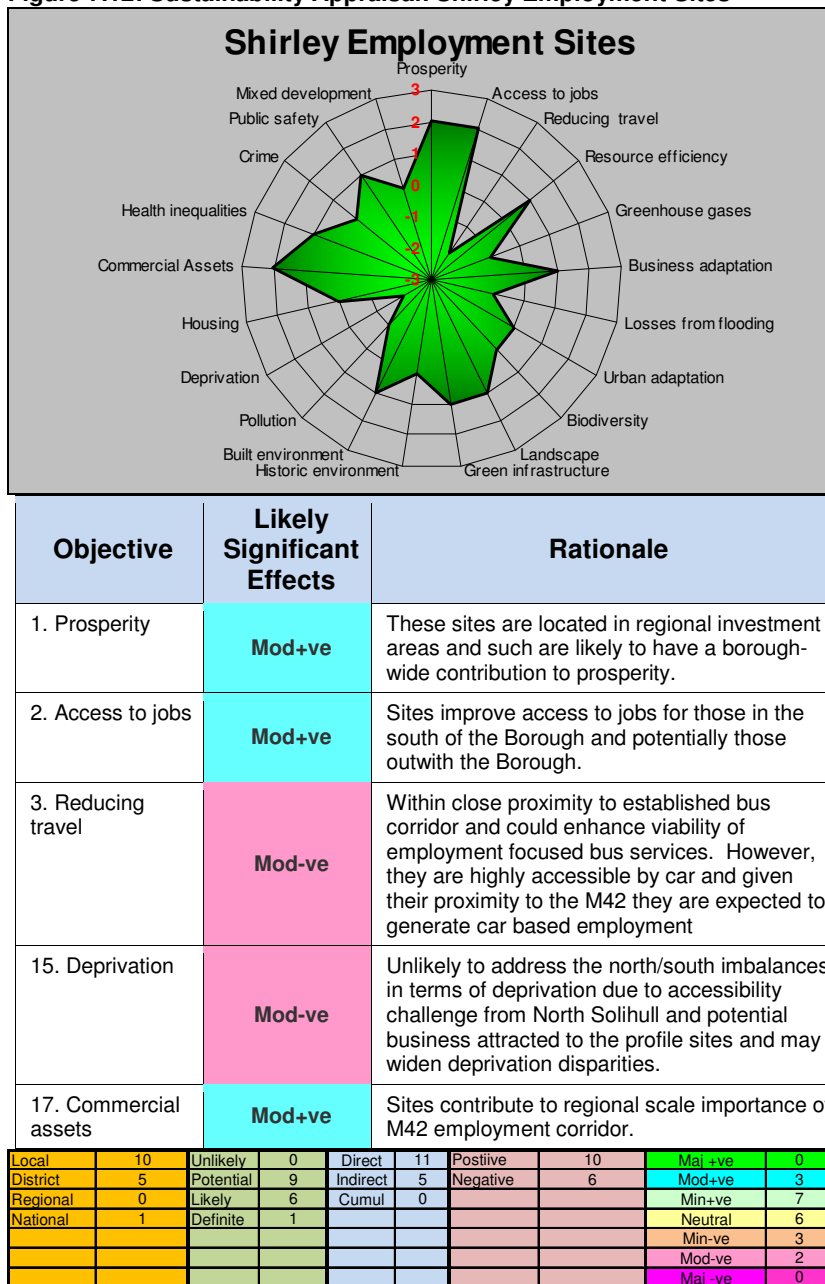 Shirley Employment Sites
Prosperity
Mixed development
Access to jobs
Public safety
Reducing travel
Crime
Resource efficiency
Health inequalities
Greenhouse gases
Commercial Assets
Business adaptation
Housing
Losses from flooding
Deprivation
Urban adaptation
Pollution
Biodiversity
Built environment
Landscape
Historic environment
Green infrastructure
3
2
1
0
-1
-2
-3
Objective
Likely
Significant
Effects
Rationale
1. Prosperity
Mod+ve
These sites are located in regional investment
areas and such are likely to have a borough-
wide contribution to prosperity.
2. Access to jobs
Mod+ve
Sites improve access to jobs for those in the
south of the Borough and potentially those
outwith the Borough.
3. Reducing
travel
Mod-ve
Within close proximity to established bus
corridor and could enhance viability of
employment focused bus services. However,
they are highly accessible by car and given
their proximity to the M42 they are expected to
generate car based employment
15. Deprivation
Mod-ve
Unlikely to address the north/south imbalances
in terms of deprivation due to accessibility
challenge from North Solihull and potential
business attracted to the profile sites and may
widen deprivation disparities.
17. Commercial
assets
Mod+ve
Sites contribute to regional scale importance of
M42 employment corridor.
Local 10 Unlikely 0 Direct 11 Postiive 10 Maj +ve 0
District 5 Potential 9 Indirect 5 Negative 6 Mod+ve 3
Regional 0 Likely 6 Cumul 0 Min+ve 7
National 1 Definite 1 Neutral 6
Min-ve 3
Mod-ve 2
Maj -ve 0